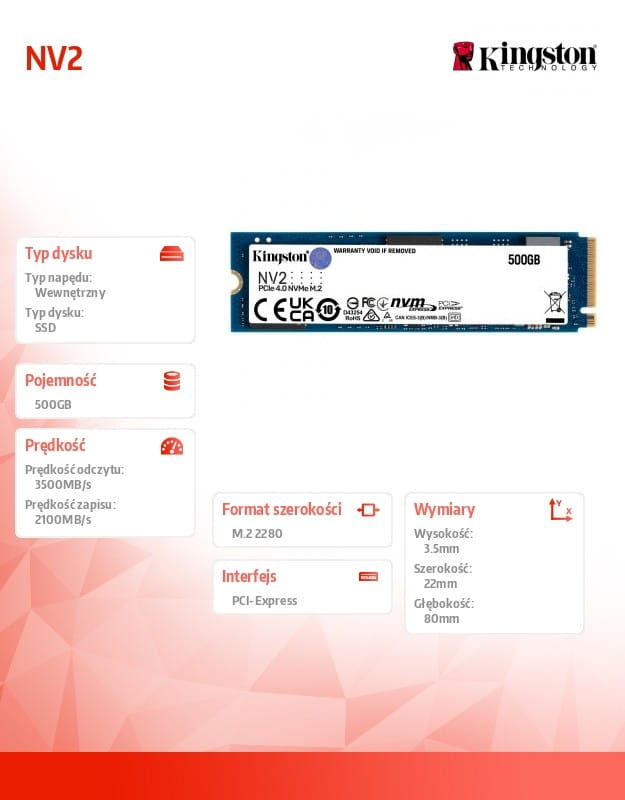 NV2
Kingston
TECHNOLOGY
Typ dysku
Typ napędu:
Wewnętrzny
Typ dysku:
SSD
Pojemność
500GB
Prędkość
Prędkość odczytu:
3500MB/s
Prędkość zapisu:
2100MB/s
Kingston
WARRANTY VOID IF REMOVED
NV2
PCIe 4.0 NVMe M.2
500GB
CE
UK
CA
10
FC
D43254
RoHS
nvm
EXPRESS
PCI
EXPRESS
CAN ICES-3(B)/NMB-3(B)
Format szerokości
M.2 2280
Interfejs
PCI-Express
Wymiary
Y
X
Wysokość:
3.5mm
Szerokość:
22mm
Głębokość:
80mm